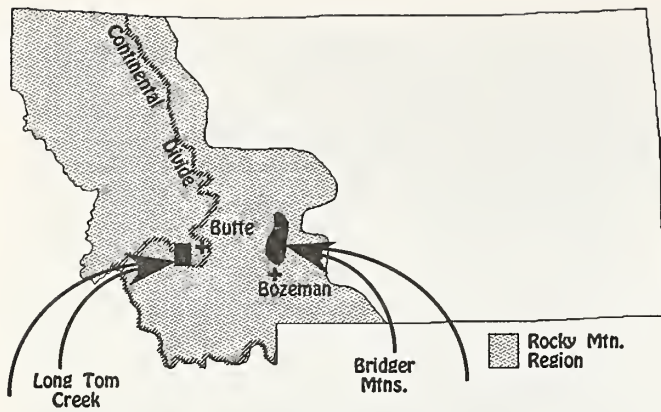 Continental
Divide
Butte
Bozeman
Long Tom
Creek
Bridger
Mtns.
Rocky Mtn.
Region